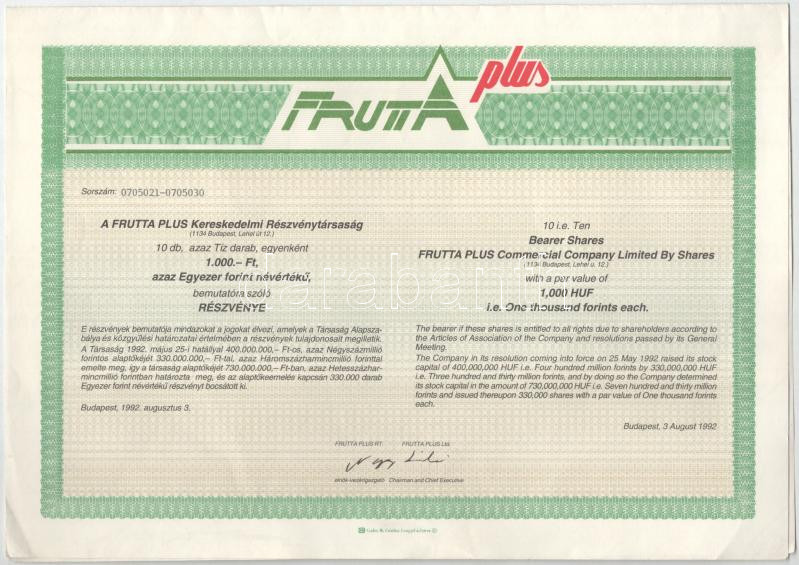 FRUTTA plus
Sorszám: 0705021-0705030
A FRUTTA PLUS Kereskedelmi Részvénytársaság
(1134 Budapest, Lehel út 12.)
10 db, azaz Tíz darab, egyenként
1.000.– Ft,
azaz Egyezer forint névértékű,
bemutatóra szóló
RÉSZVÉNYE
E részvények bemutatója mindazokat a jogokat élvezi, amelyek a Társaság Alapsza-
bálya és közgyűlési határozatai értelmében a részvények tulajdonosait megilletik.
A Társaság 1992. május 25-i hatállyal 400.000.000,– Ft-os, azaz Négyszázmillió
forintos alaptőkéjét 330.000.000,– Ft-tal, azaz Háromszázharmincmillió forinttal
emelte meg, így a társaság alaptőkéjét 730.000.000,– Ft-ban, azaz Hetesszázhar-
mincmillió forintban határozta meg, és az alaptőkeemelés kapcsán 330.000 darab
Egyezer forint névértékű részvényt bocsátott ki.
Budapest, 1992. augusztus 3.
10 i.e. Ten
Bearer Shares
FRUTTA PLUS Commercial Company Limited By Shares
(1134 Budapest, Lehel u. 12.)
with a par value of
1,000 HUF
i.e. One thousand forints each.
The bearer if these shares is entitled to all rights due to shareholders according to
the Articles of Association of the Company and resolutions passed by its General
Meeting.
The Company in its resolution coming into force on 25 May 1992 raised its stock
capital of 400,000,000 HUF i.e. Four hundred million forints by 330,000,000 HUF
i.e. Three hundred and thirty million forints, and by doing so the Company determined
its stock capital in the amount of 730,000,000 HUF i.e. Seven hundred and thirty million
forints and issued thereupon 330,000 shares with a par value of One thousand forints
each.
Budapest, 3 August 1992
FRUTTA PLUS RT. FRUTTA PLUS Ltd.
elnök-vezérigazgató Chairman and Chief Executive
darabanth